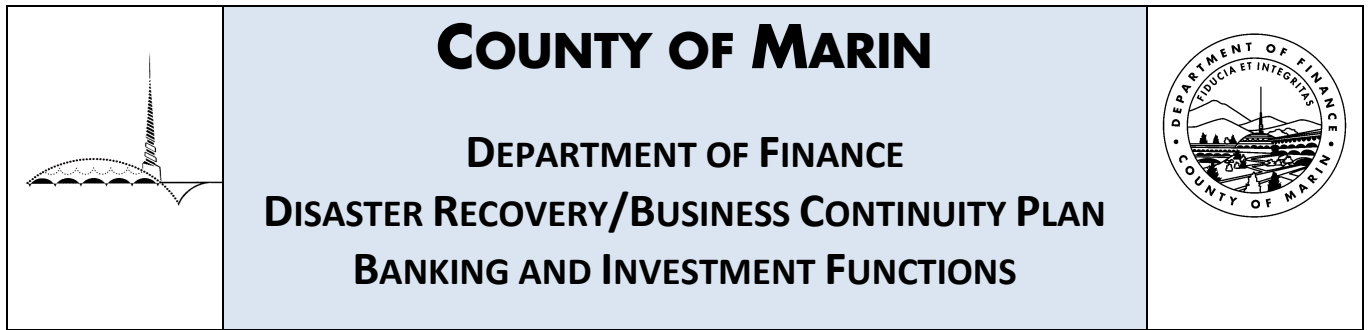 COUNTY OF MARIN
DEPARTMENT OF FINANCE
DISASTER RECOVERY/BUSINESS CONTINUITY PLAN
BANKING AND INVESTMENT FUNCTIONS
DEPARTMENT OF FINANCE
FIDUCIA ET INTEGRITAS
COUNTY OF MARIN